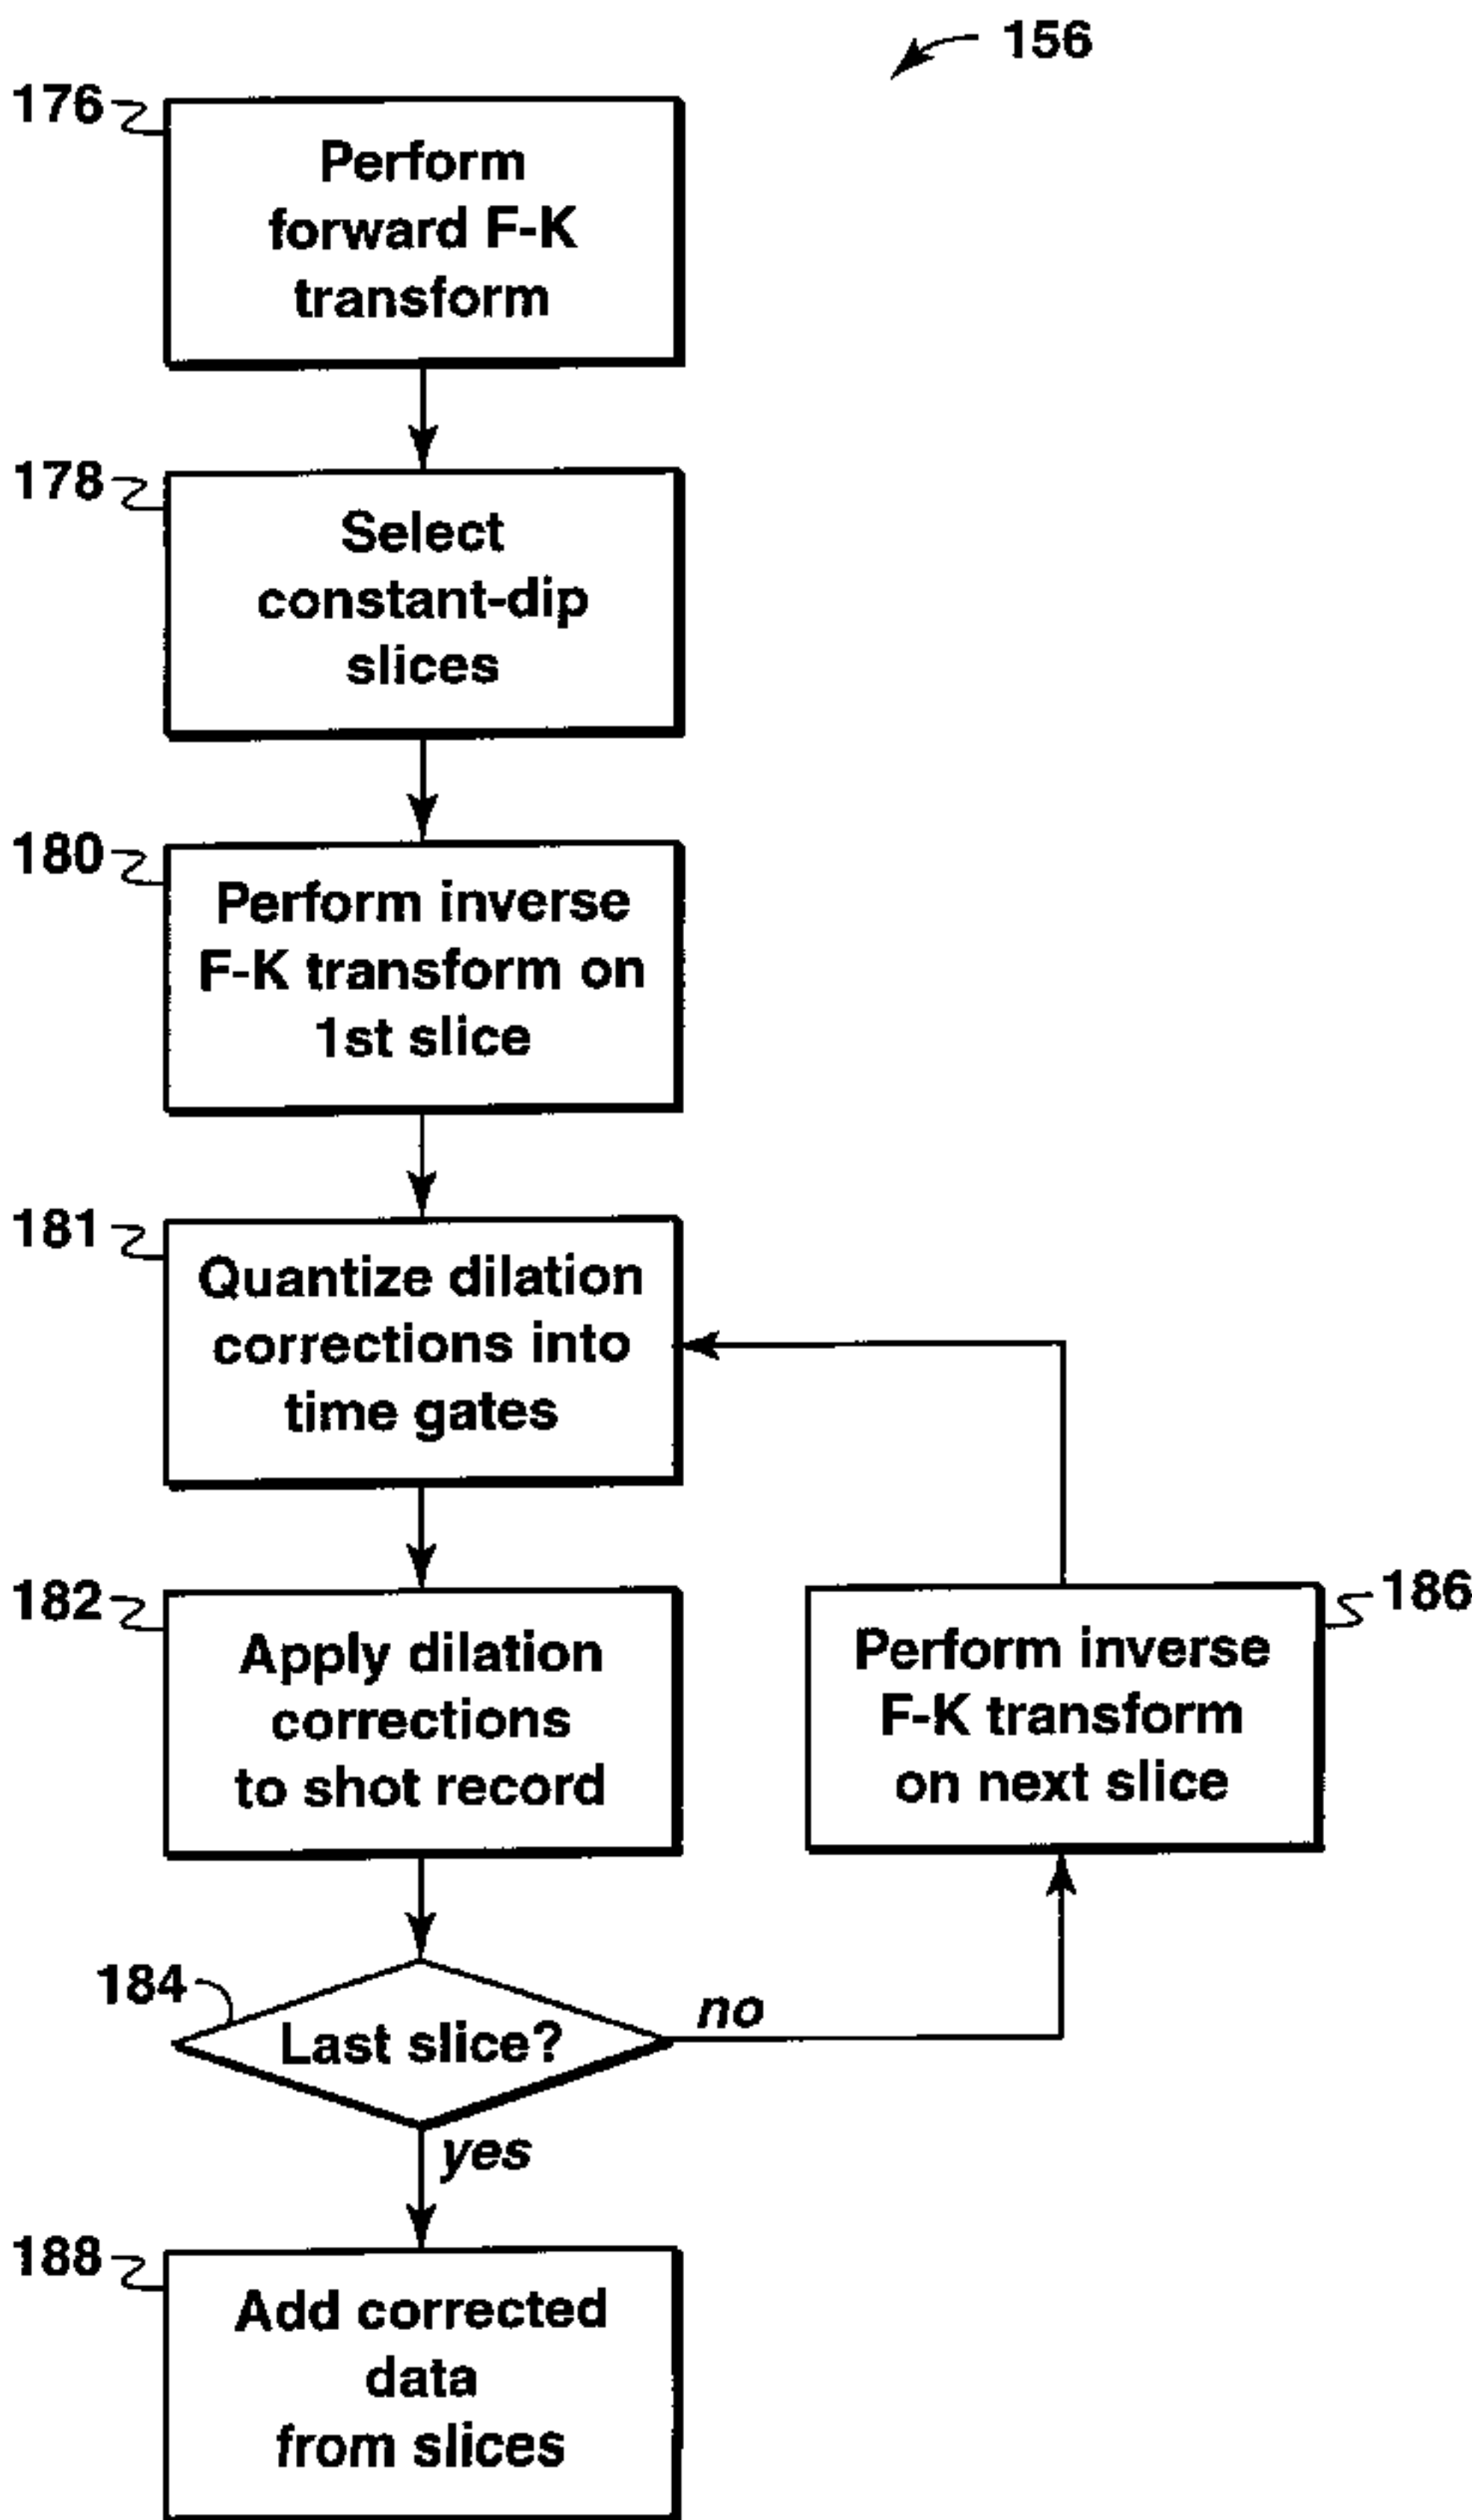 156
176
Perform
forward F-K
transform
178
Select
constant-dip
slices
180
Perform inverse
F-K transform on
1st slice
181
Quantize dilation
corrections into
time gates
182
Apply dilation
corrections
to shot record
186
Perform inverse
F-K transform
on next slice
184
Last slice?
no
yes
188
Add corrected
data
from slices